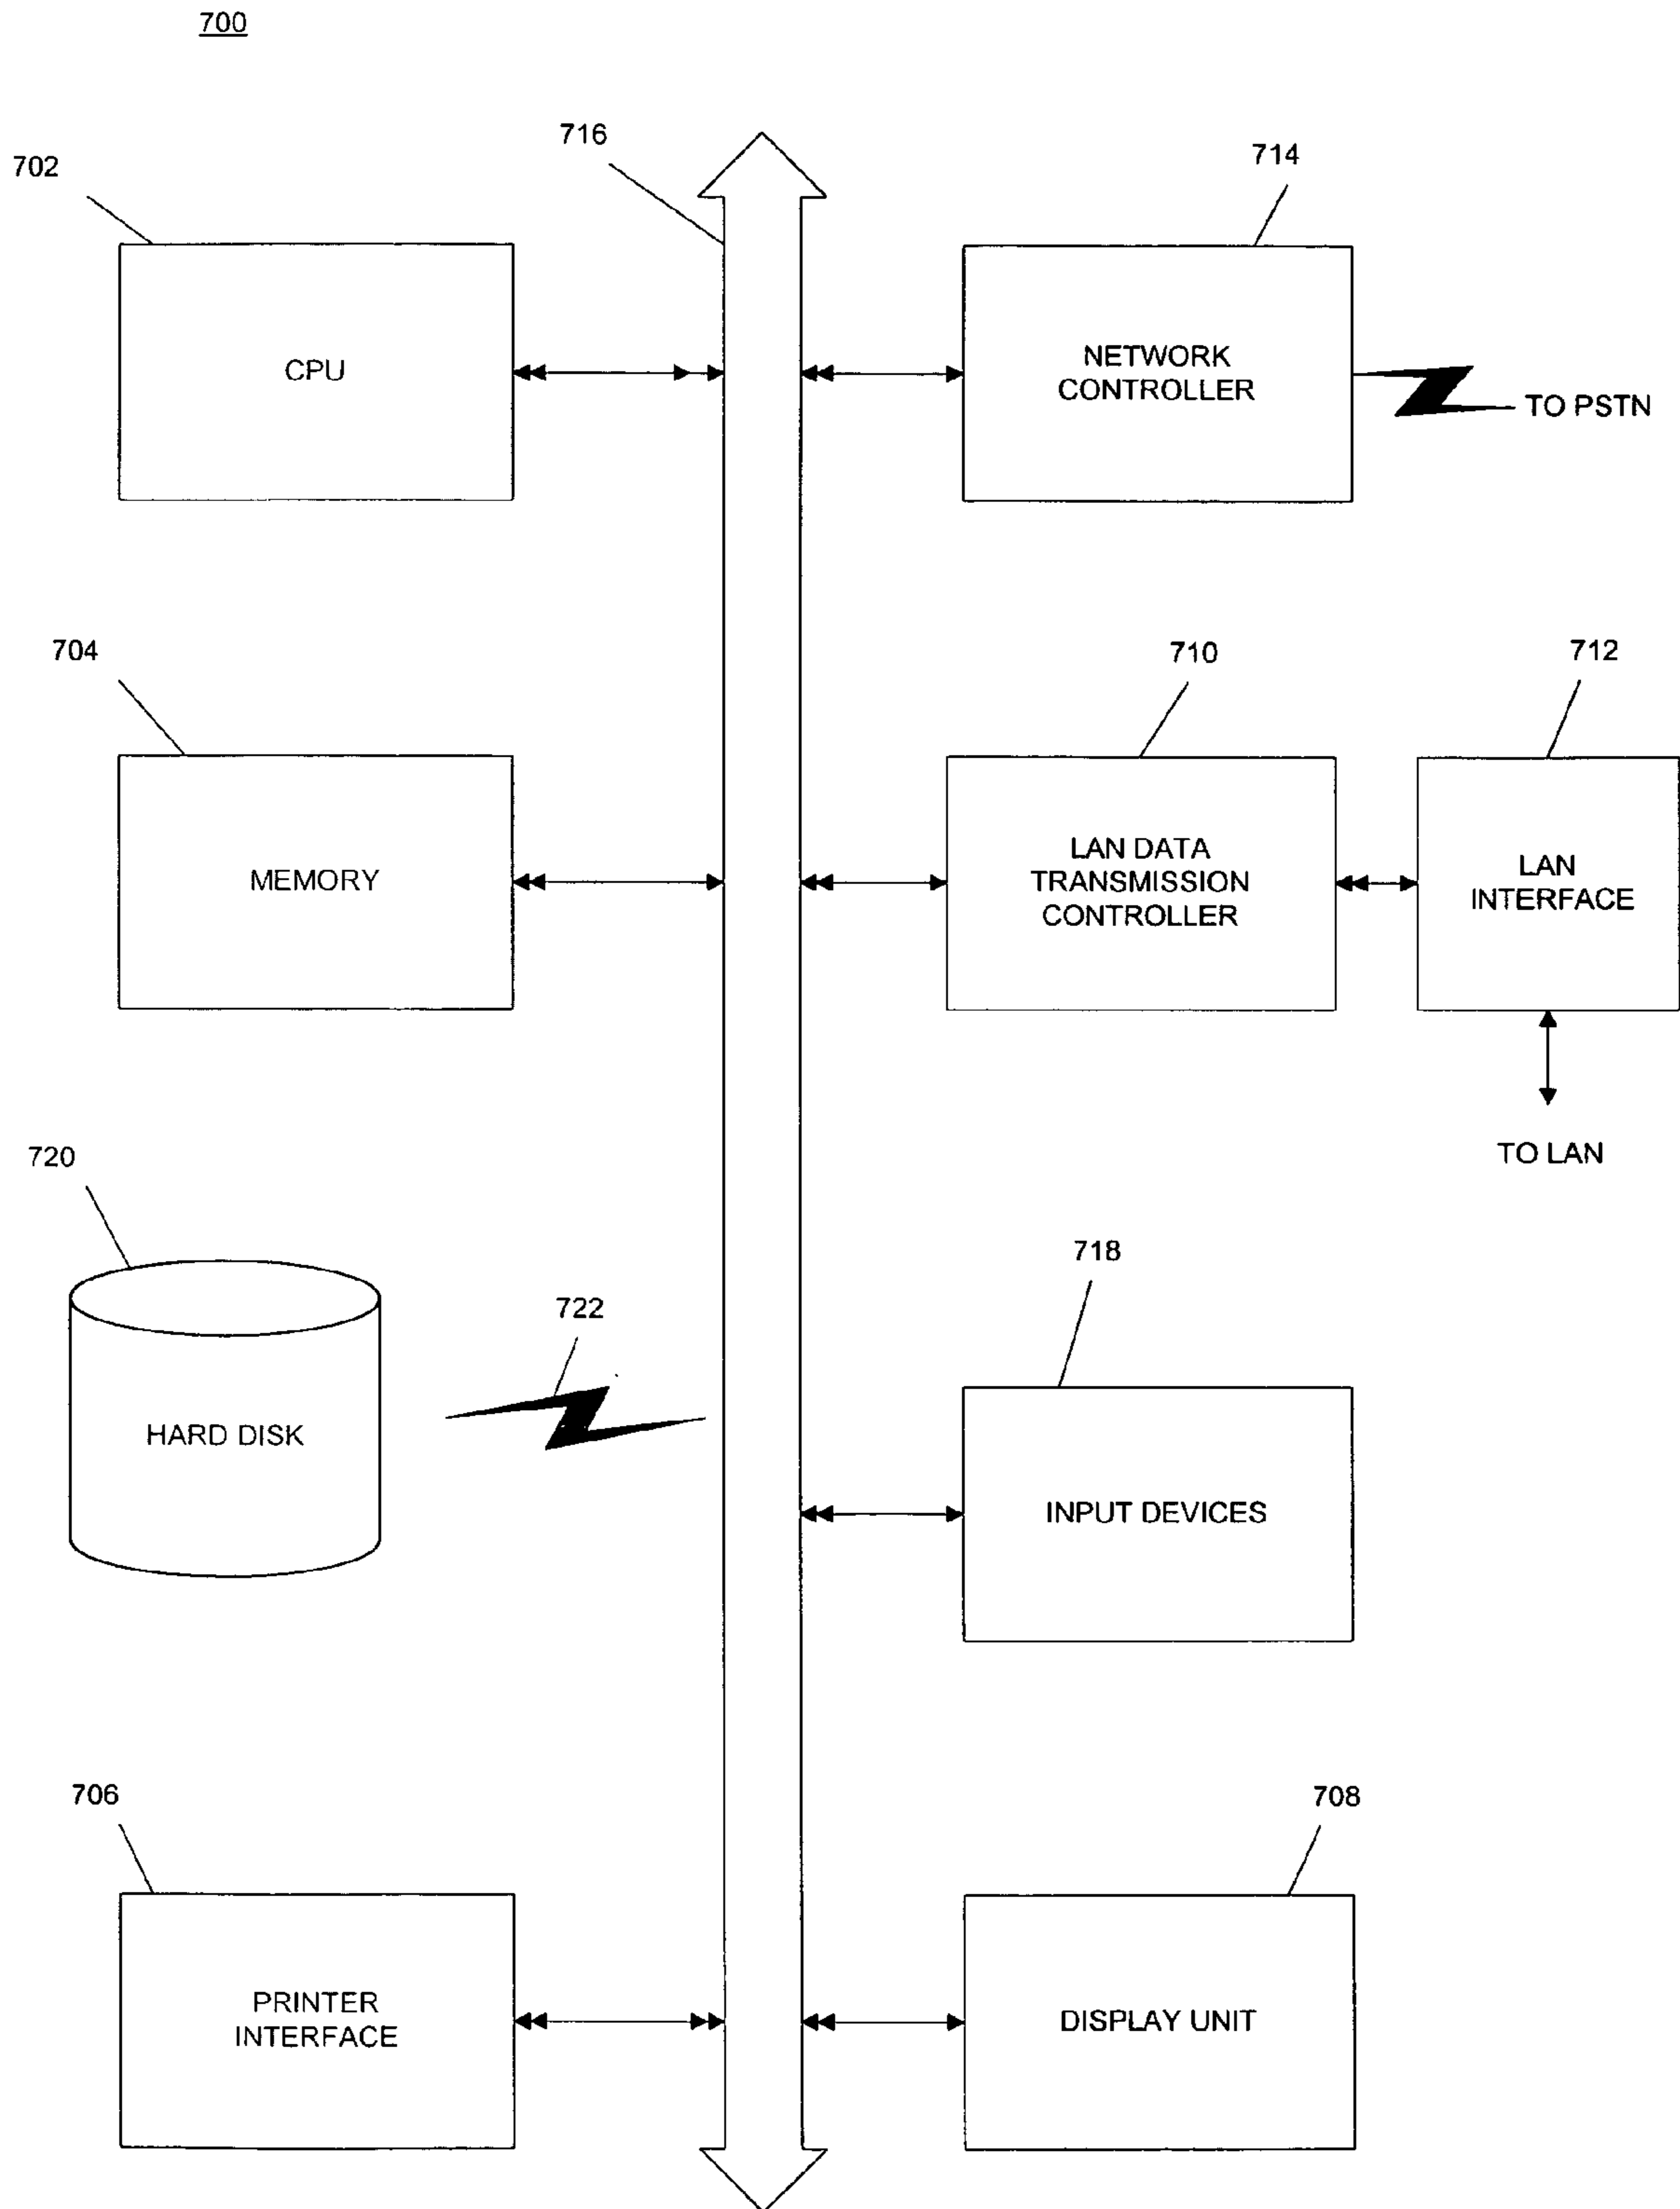 700
716
714
702
CPU
NETWORK
CONTROLLER
TO PSTN
704
710
712
MEMORY
LAN DATA
TRANSMISSION
CONTROLLER
LAN
INTERFACE
TO LAN
720
718
722
HARD DISK
INPUT DEVICES
706
708
PRINTER
INTERFACE
DISPLAY UNIT